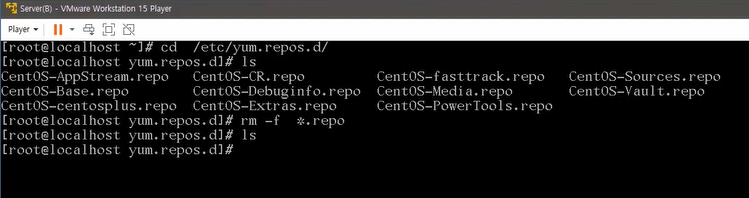 Server(B) - VMware Workstation 15 Player
Player
[root@localhost ~]# cd  /etc/yum.repos.d/
[root@localhost yum.repos.d]# ls
CentOS-AppStream.repo   CentOS-CR.repo          CentOS-fasttrack.repo   CentOS-Sources.repo
CentOS-Base.repo        CentOS-Debuginfo.repo   CentOS-Media.repo       CentOS-Vault.repo
CentOS-centosplus.repo  CentOS-Extras.repo      CentOS-PowerTools.repo
[root@localhost yum.repos.d]# rm -f  *.repo
[root@localhost yum.repos.d]# ls
[root@localhost yum.repos.d]#